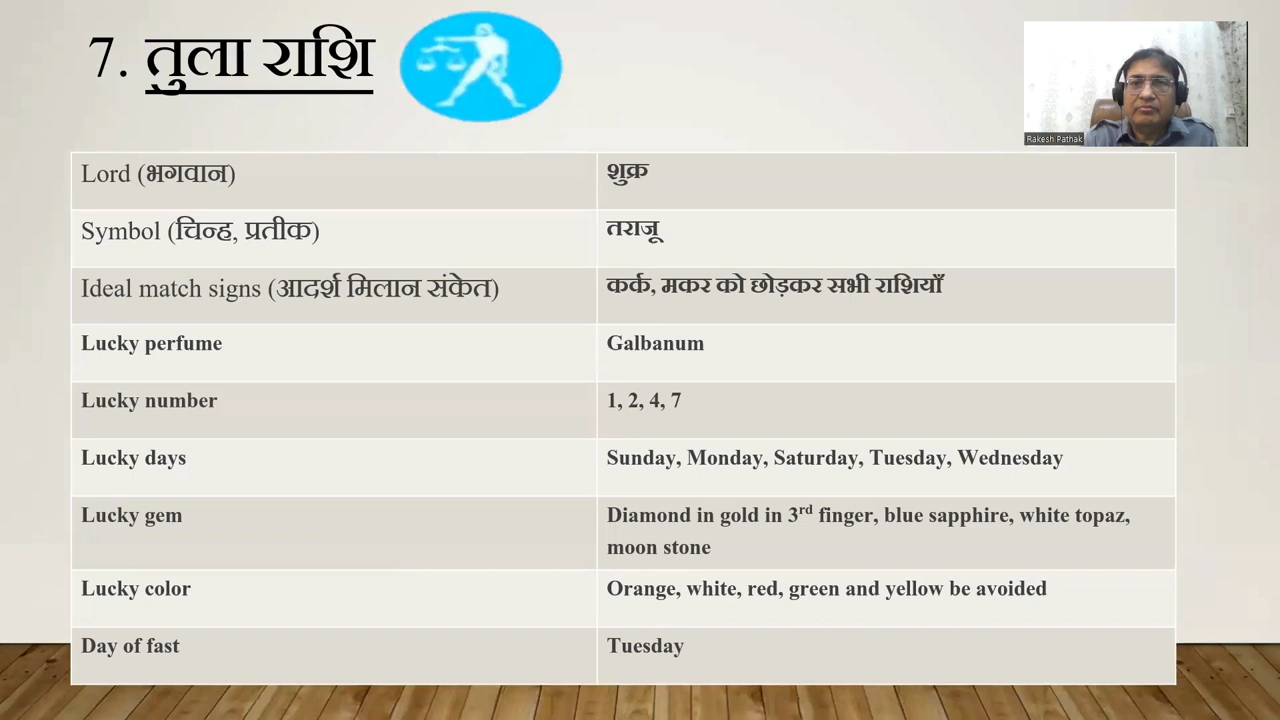 7. तुला राशि
Rakesh Pathak
Lord (भगवान) शुक्र
Symbol (चिन्ह, प्रतीक) तराजू
Ideal match signs (आदर्श मिलान संकेत) कर्क, मकर को छोड़कर सभी राशियाँ
Lucky perfume Galbanum
Lucky number 1, 2, 4, 7
Lucky days Sunday, Monday, Saturday, Tuesday, Wednesday
Lucky gem Diamond in gold in 3rd finger, blue sapphire, white topaz,
moon stone
Lucky color Orange, white, red, green and yellow be avoided
Day of fast Tuesday